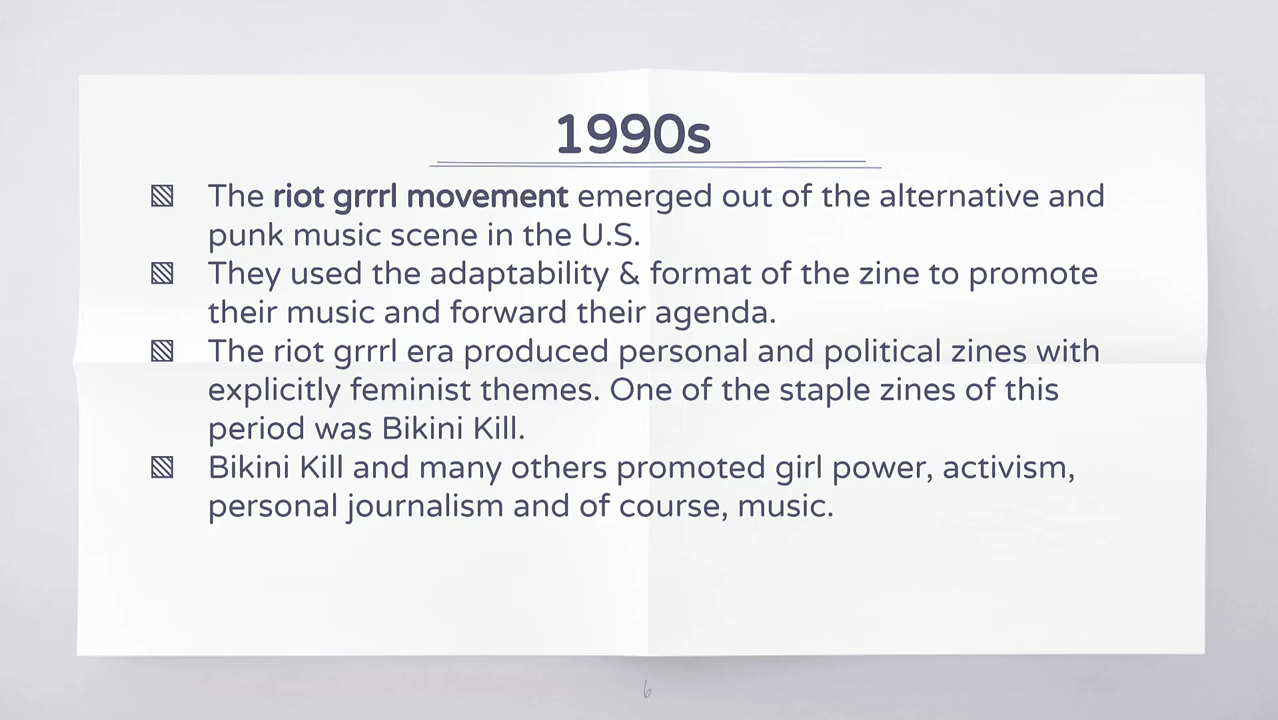 1990s
The riot grrrl movement emerged out of the alternative and
punk music scene in the U.S.
They used the adaptability & format of the zine to promote
their music and forward their agenda.
The riot grrrl era produced personal and political zines with
explicitly feminist themes. One of the staple zines of this
period was Bikini Kill.
Bikini Kill and many others promoted girl power, activism,
personal journalism and of course, music.
6